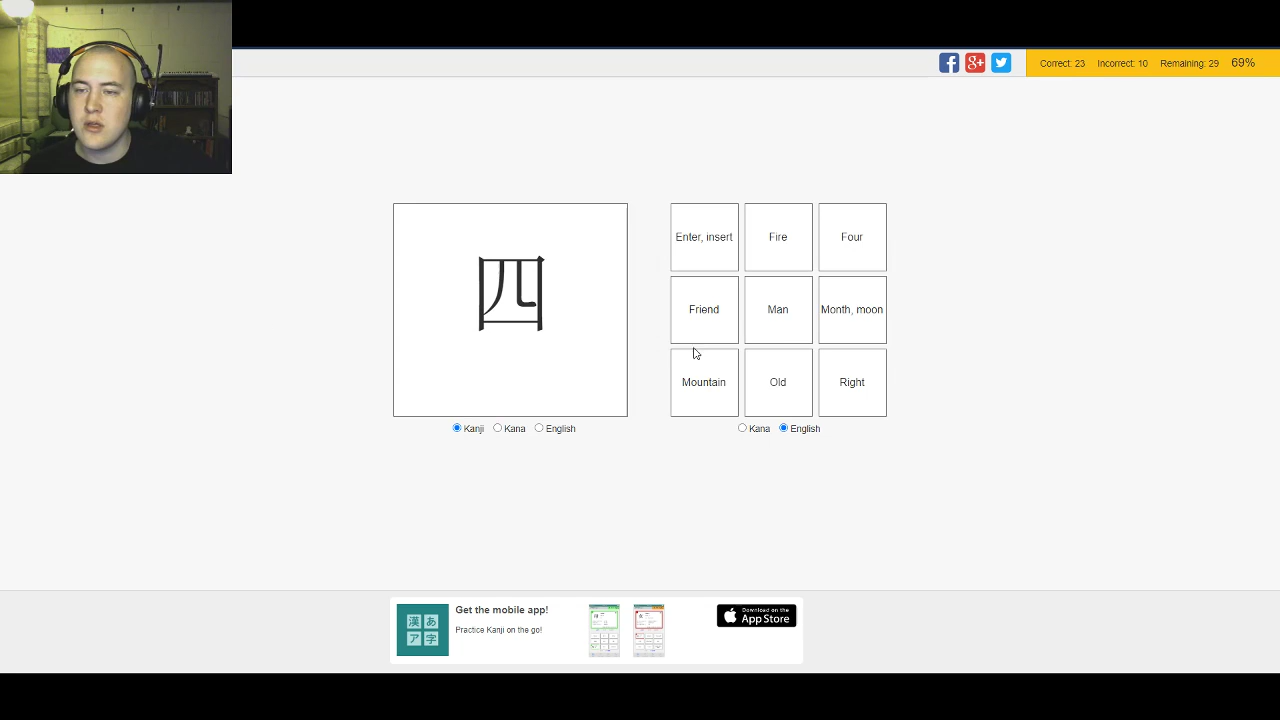 Correct: 23 Incorrect: 10 Remaining: 29 69%
四
Enter, insert Fire Four
Friend Man Month, moon
Mountain Old Right
Kanji Kana English
Kana English
漢 あ
ア 字
Get the mobile app!
Practice Kanji on the go!
Download on the
App Store